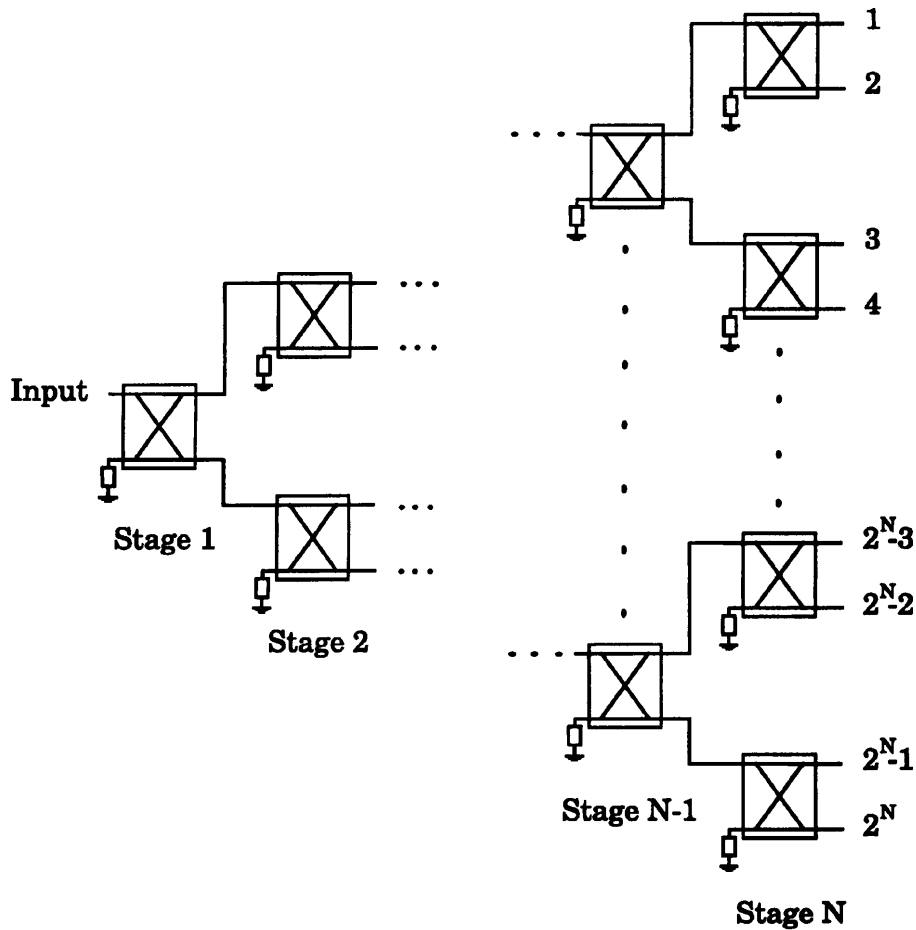 1
2
3
4
Input
Stage 1
Stage 2
2^N-3
2^N-2
Stage N-1
2^N-1
2^N
Stage N